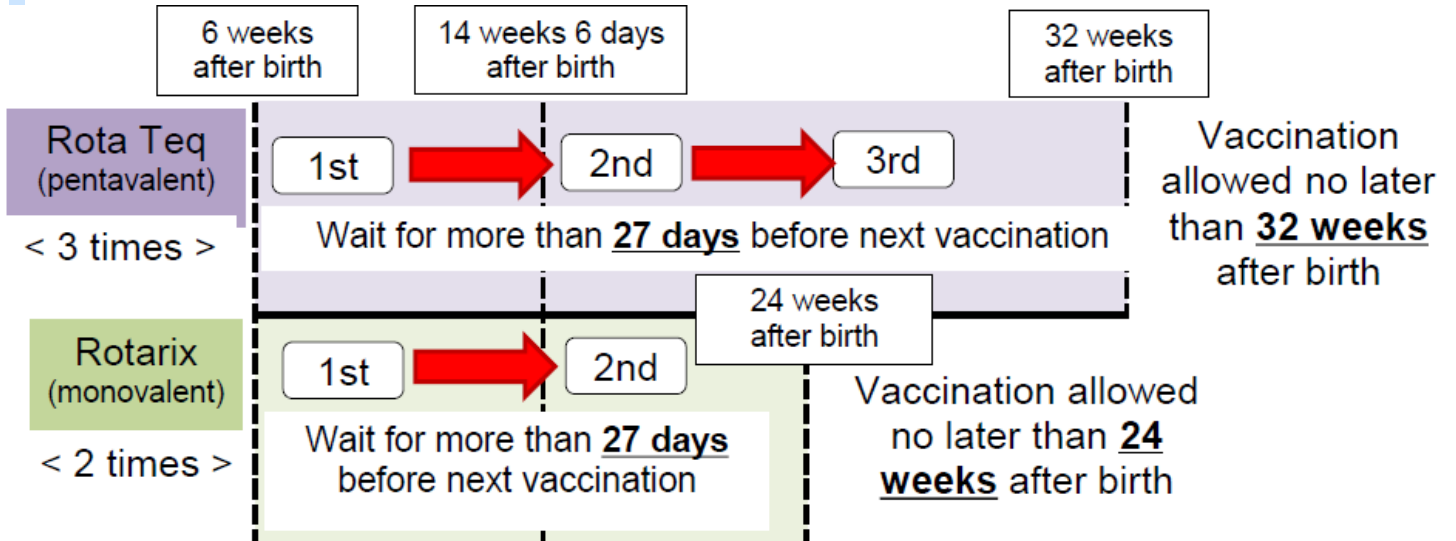 6 weeks
after birth
14 weeks 6 days
after birth
32 weeks
after birth
Rota Teq
(pentavalent)
< 3 times >
1st
2nd
3rd
Wait for more than 27 days before next vaccination
Vaccination
allowed no later
than 32 weeks
after birth
24 weeks
after birth
Rotarix
(monovalent)
< 2 times >
1st
2nd
Wait for more than 27 days
before next vaccination
Vaccination allowed
no later than 24
weeks after birth